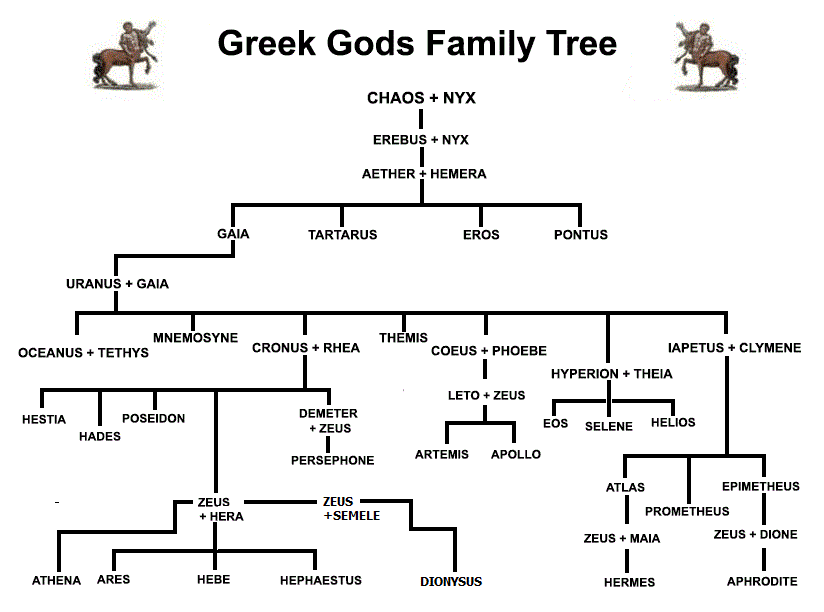 Greek Gods Family Tree
CHAOS + NYX
EREBUS + NYX
AETHER + HEMERA
GAIA
TARTARUS
EROS
PONTUS
URANUS + GAIA
OCEANUS + TETHYS
MNEMOSYNE
CRONUS + RHEA
THEMIS
COEUS + PHOEBE
HYPERION + THEIA
IAPETUS + CLYMENE
HESTIA
HADES
POSEIDON
DEMETER
+ ZEUS
PERSEPHONE
LETO + ZEUS
ARTEMIS
APOLLO
EOS
SELENE
HELIOS
ATLAS
PROMETHEUS
EPIMETHEUS
ZEUS
+ HERA
ZEUS
+SEMELE
ZEUS + MAIA
ZEUS + DIONE
ATHENA
ARES
HEBE
HEPHAESTUS
DIONYSUS
HERMES
APHRODITE